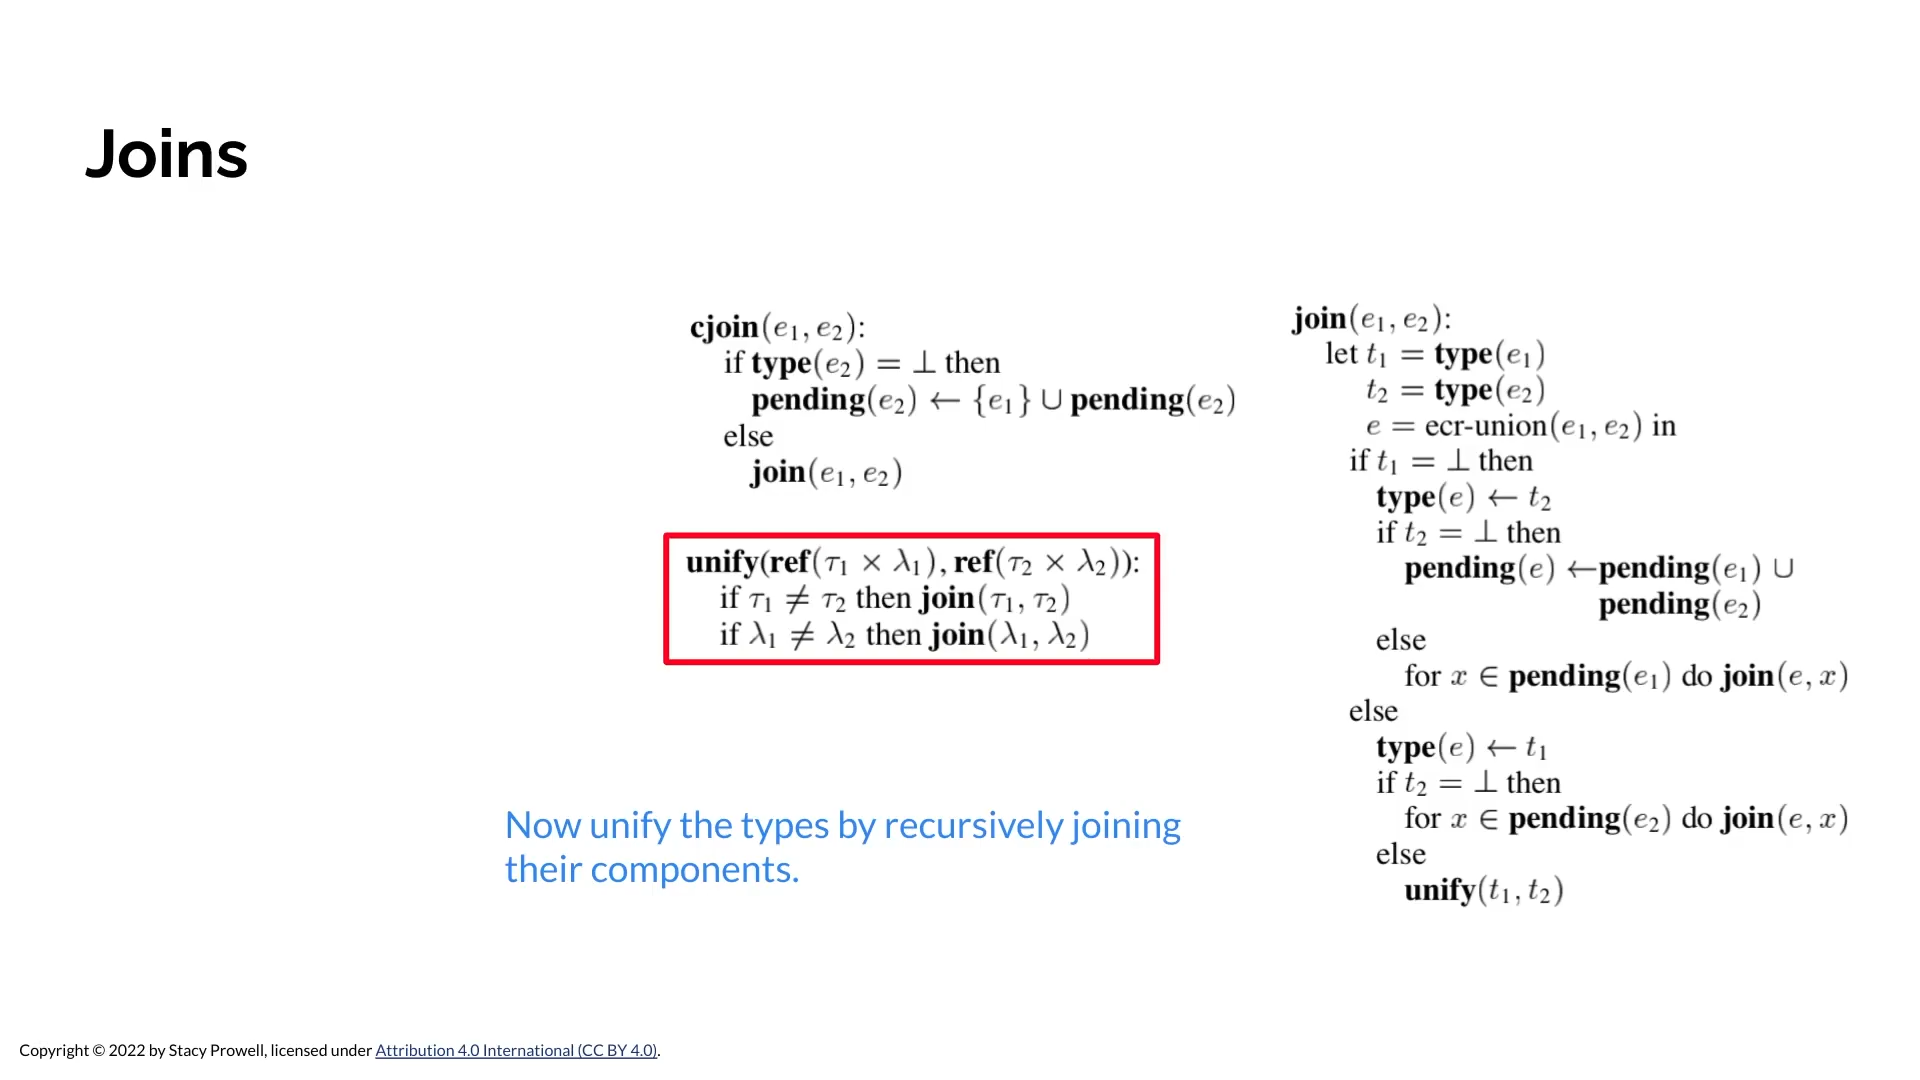 Joins
cjoin(e₁, e₂):
if type(e₂) = ⊥ then
pending(e₂) ← {e₁} ∪ pending(e₂)
else
join(e₁, e₂)
unify(ref(τ₁ × λ₁), ref(τ₂ × λ₂)):
if τ₁ ≠ τ₂ then join(τ₁, τ₂)
if λ₁ ≠ λ₂ then join(λ₁, λ₂)
Now unify the types by recursively joining
their components.
join(e₁, e₂):
let t₁ = type(e₁)
t₂ = type(e₂)
e = ecr-union(e₁, e₂) in
if t₁ = ⊥ then
type(e) ← t₂
if t₂ = ⊥ then
pending(e) ←pending(e₁) ∪
pending(e₂)
else
for x ∈ pending(e₁) do join(e, x)
else
type(e) ← t₁
if t₂ = ⊥ then
for x ∈ pending(e₂) do join(e, x)
else
unify(t₁, t₂)
Copyright © 2022 by Stacy Prowell, licensed under Attribution 4.0 International (CC BY 4.0).